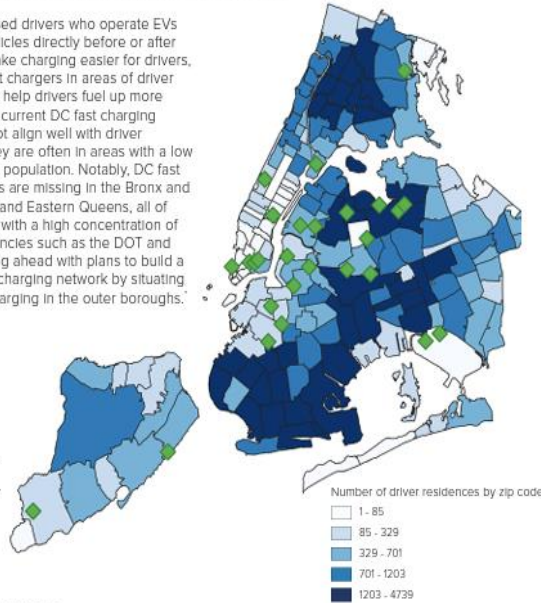 ed drivers who operate EVs
icles directly before or after
ke charging easier for drivers,
t chargers in areas of driver
help drivers fuel up more
current DC fast charging
ot align well with driver
ey are often in areas with a low
population. Notably, DC fast
s are missing in the Bronx and
and Eastern Queens, all of
with a high concentration of
ncies such as the DOT and
g ahead with plans to build a
charging network by situating
arging in the outer boroughs.
Number of driver residences by zip code
1 - 85
85 - 329
329 - 701
701 - 1203
1203 - 4739